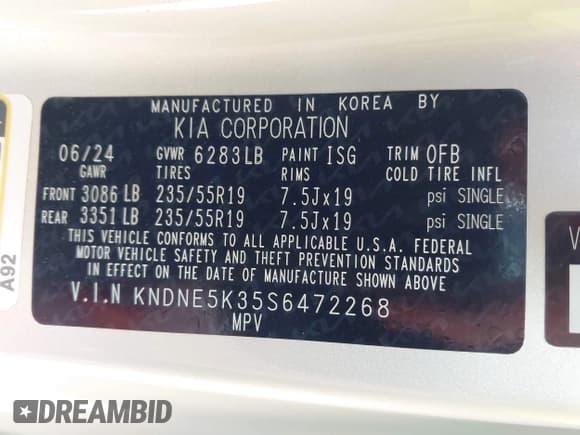 MANUFACTURED IN KOREA BY
KIA CORPORATION
06/24 GVWR 6283LB PAINT ISG TRIM OFB
GAWR TIRES RIMS COLD TIRE INFL
FRONT 3086 LB 235/55R19 7.5Jx19 psi SINGLE
REAR 3351 LB 235/55R19 7.5Jx19 psi SINGLE
THIS VEHICLE CONFORMS TO ALL APPLICABLE U.S.A. FEDERAL
MOTOR VEHICLE SAFETY AND THEFT PREVENTION STANDARDS
IN EFFECT ON THE DATE OF MANUFACTURE SHOWN ABOVE
V.I.N KNDNE5K35S6472268
MPV
A92
V
DREAMBID